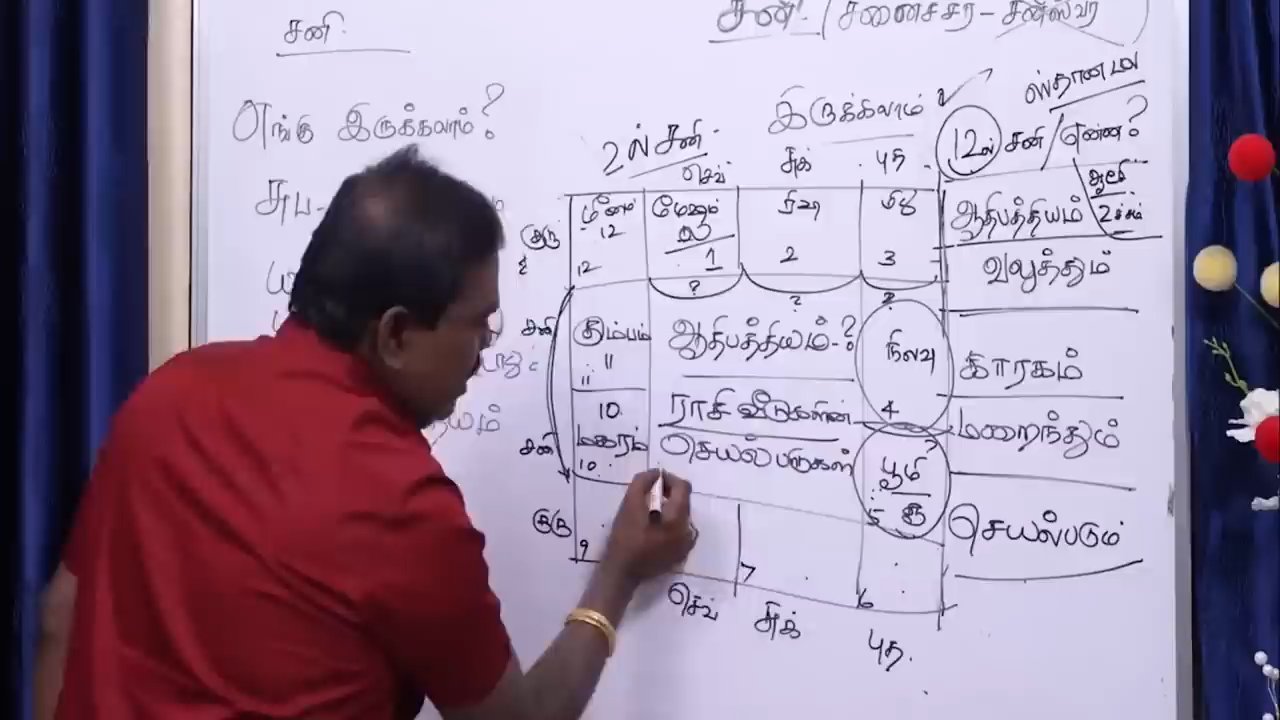 சனி
சனி / சனைச்சர - சனீஸ்வர
எங்கு இருக்கலாம்?
2ல் சனி
இருக்கலாம்
12ல் சனி / என்ன?
செவ்
சுக்
புத
குரு
மீனம்
12
மேஷம்
1
ரிஷ
2
மிது
3
12
ஆதிபத்தியம்
வலுத்தும்
?
?
சனி
கும்பம்
11
11
ஆதிபத்தியம்-?
நிலவு
4
காரகம்
சனி
10
மகரம்
10
ராசி வீடுகளின்
செயல்பாடுகள்
மறைந்தும்
பூமி
5
குரு
9
செயல்படும்
7
6
செவ்
சுக்
புத